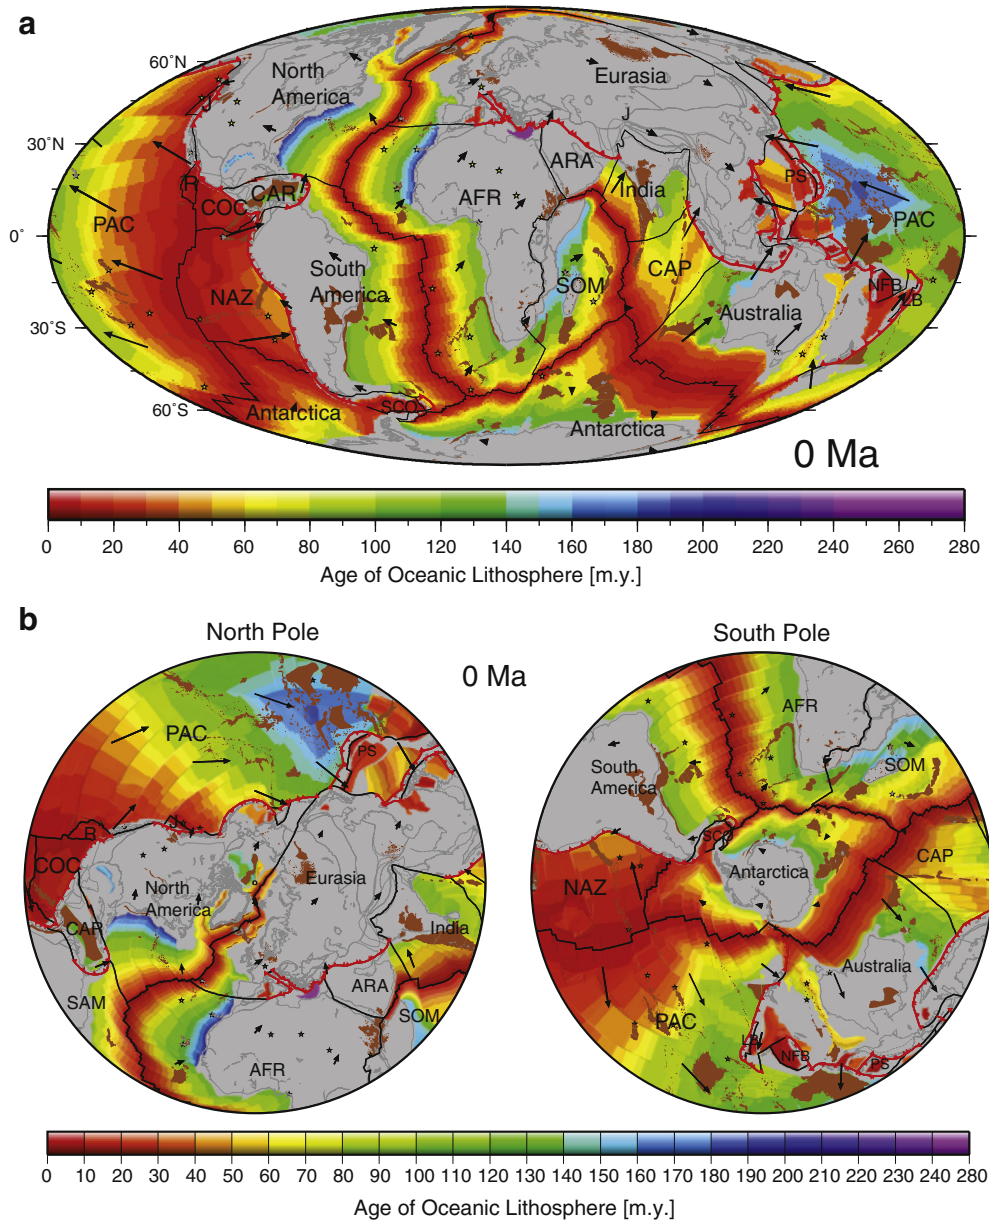 a
60˚N
30˚N
0˚
30˚S
60˚S
North
America
Eurasia
J
J
R
CAR
COC
PAC
ARA
India
AFR
PS
PAC
NAZ
South
America
SOM
CAP
Australia
NFB
LB
SCO
Antarctica
Antarctica
0 Ma
0 20 40 60 80 100 120 140 160 180 200 220 240 260 280
Age of Oceanic Lithosphere [m.y.]
b
North Pole
South Pole
0 Ma
PAC
PS
R
J
COC
CAR
North
America
Eurasia
India
SAM
ARA
SOM
AFR
AFR
SOM
South
America
SCO
Antarctica
CAP
NAZ
Australia
PAC
LB
NFB
PS
0 10 20 30 40 50 60 70 80 90 100 110 120 130 140 150 160 170 180 190 200 210 220 230 240 280
Age of Oceanic Lithosphere [m.y.]